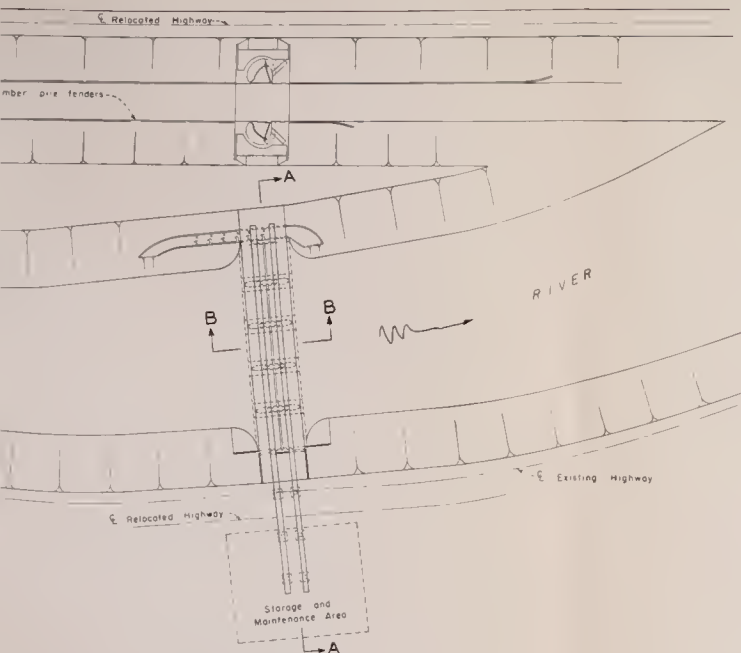 ℄ Relocated Highway
mber pile fenders
A
RIVER
B
B
℄ Existing Highway
℄ Relocated Highway
Storage and
Maintenance Area
A